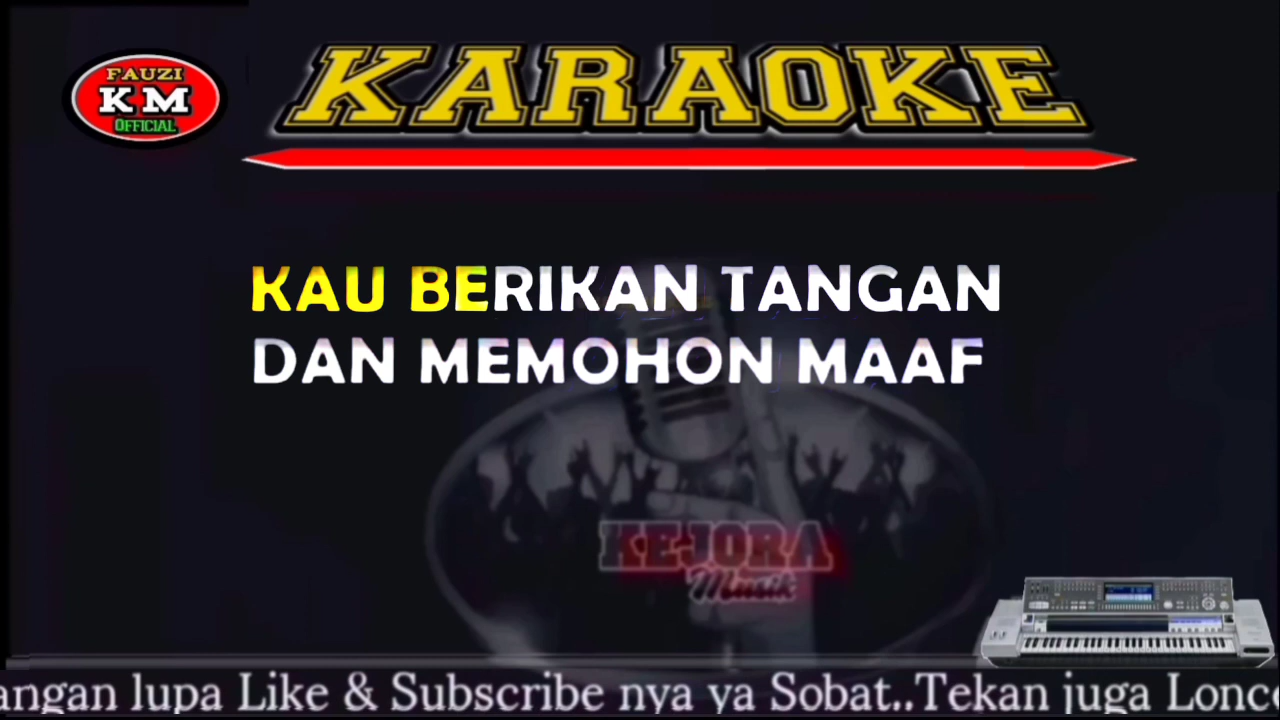 FAUZI
KM
OFFICIAL
KARAOKE
KAU BERIKAN TANGAN
DAN MEMOHON MAAF
KEJORA
Musik
angan lupa Like & Subscribe nya ya Sobat..Tekan juga Lonc